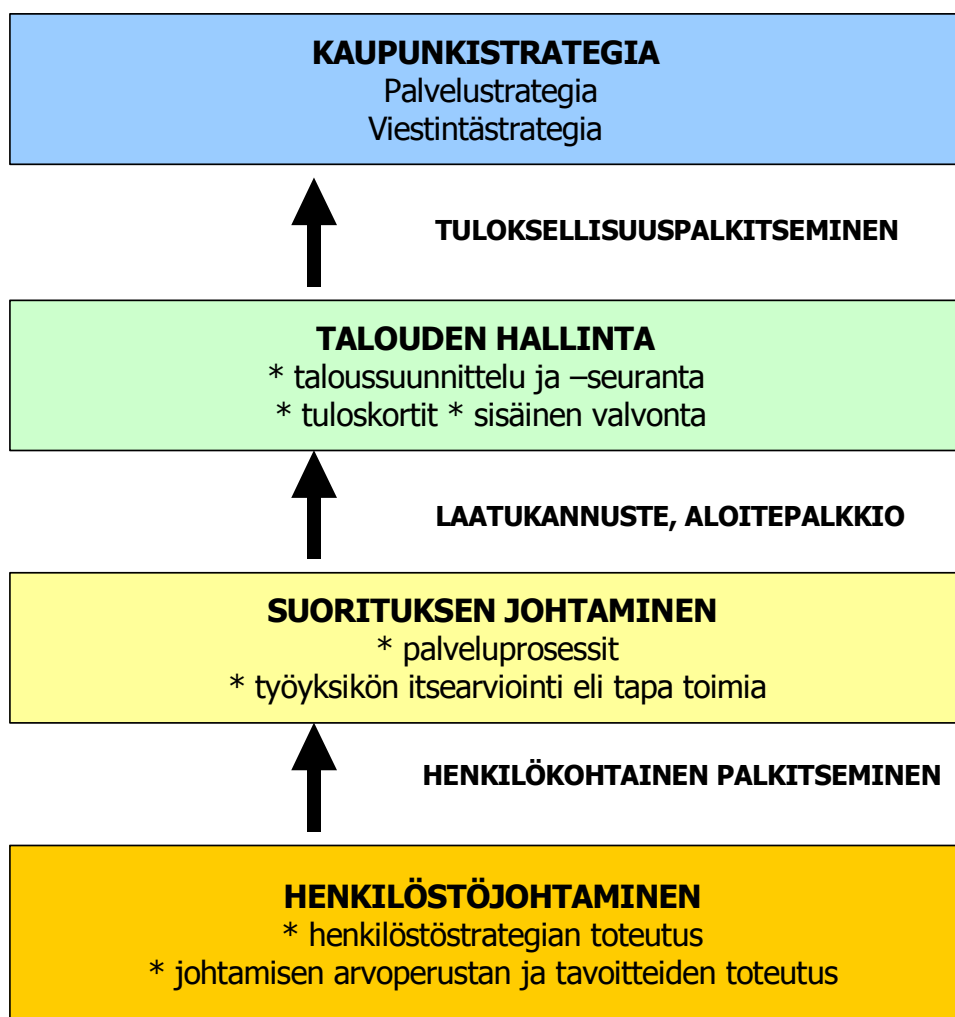 KAUPUNKISTRATEGIA
Palvelustrategia
Viestintästrategia
TULOKSELLISUUSPALKITSEMINEN
TALOUDEN HALLINTA
* taloussuunnittelu ja –seuranta
* tuloskortit * sisäinen valvonta
LAATUKANNUSTE, ALOITEPALKKIO
SUORITUKSEN JOHTAMINEN
* palveluprosessit
* työyksikön itsearviointi eli tapa toimia
HENKILÖKOHTAINEN PALKITSEMINEN
HENKILÖSTÖJOHTAMINEN
* henkilöstöstrategian toteutus
* johtamisen arvoperustan ja tavoitteiden toteutus